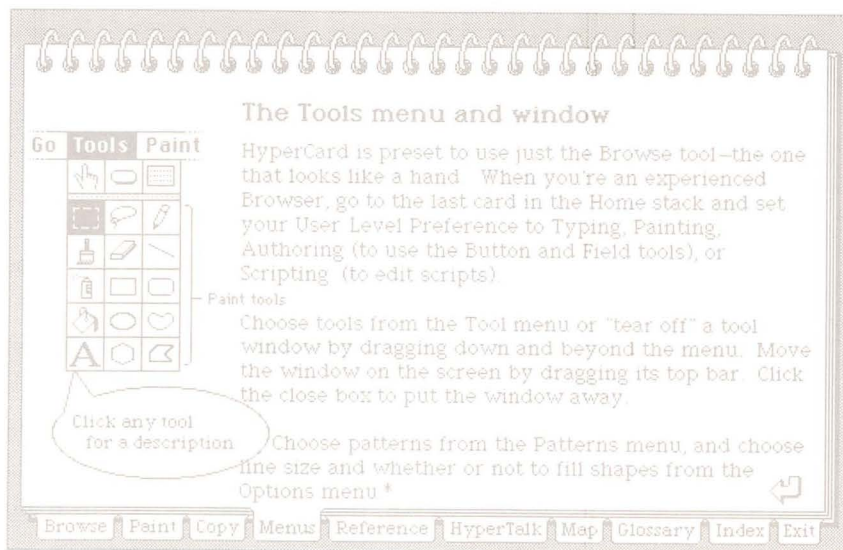 The Tools menu and window
Go Tools Paint
HyperCard is preset to use just the Browse tool—the one
that looks like a hand When you're an experienced
Browser, go to the last card in the Home stack and set
your User Level Preference to Typing, Painting,
Authoring (to use the Button and Field tools), or
Scripting (to edit scripts)
Paint tools
Choose tools from the Tool menu or "tear off" a tool
window by dragging down and beyond the menu. Move
the window on the screen by dragging its top bar. Click
the close box to put the window away.
A
Click any tool
for a description
Choose patterns from the Patterns menu, and choose
line size and whether or not to fill shapes from the
Options menu.*
Browse Paint Copy Menus Reference HyperTalk Map Glossary Index Exit